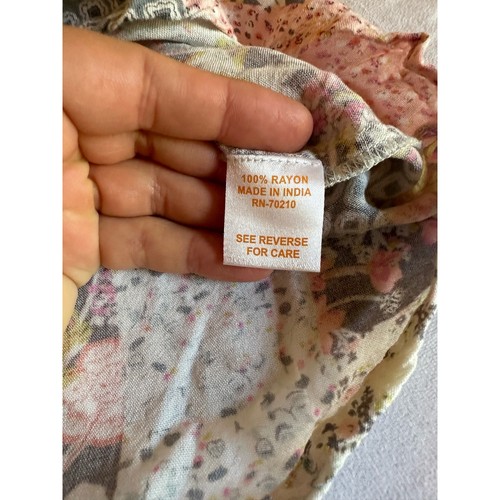 100% RAYON
MADE IN INDIA
RN-70210
SEE REVERSE
FOR CARE